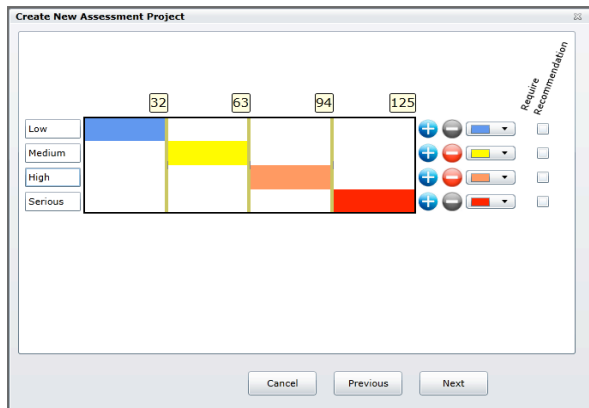 Create New Assessment Project
Require
Recommendation
32 63 94 125
Low
Medium
High
Serious
Cancel Previous Next